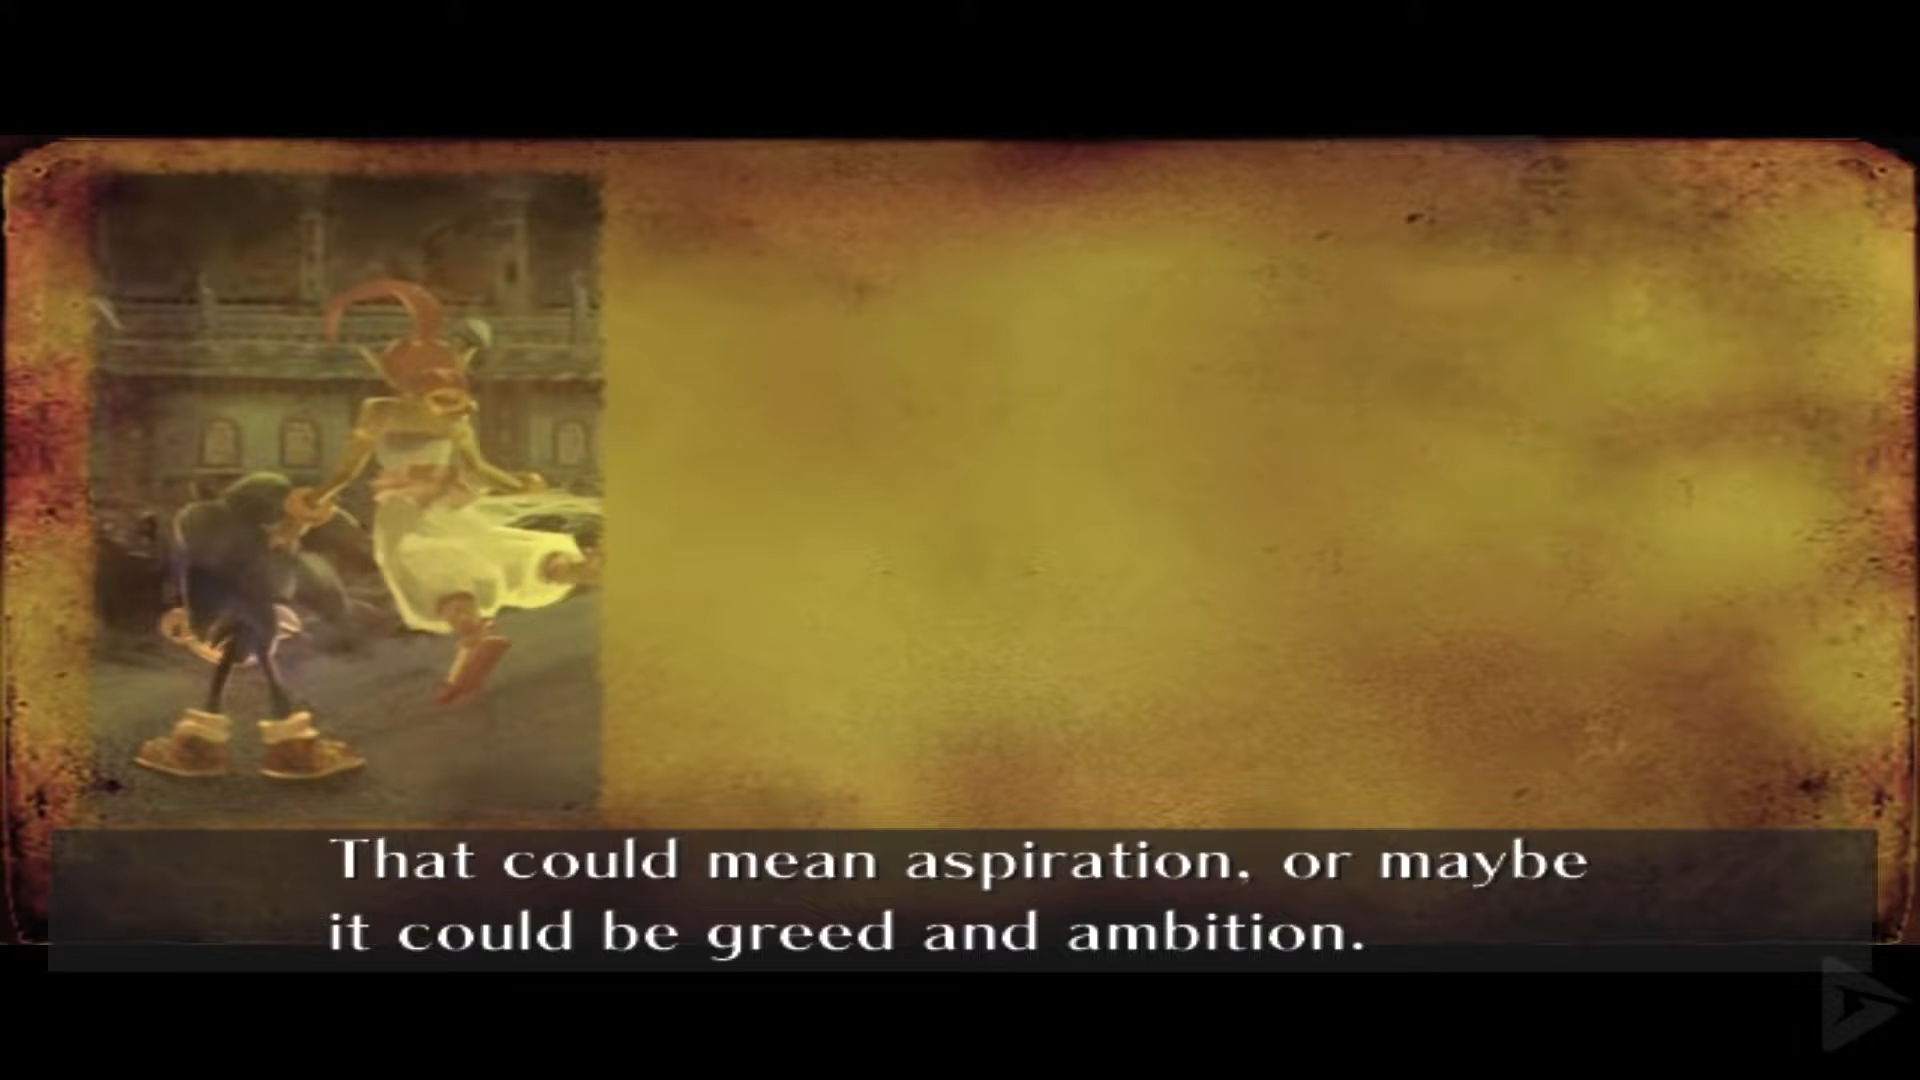 That could mean aspiration, or maybe
it could be greed and ambition.